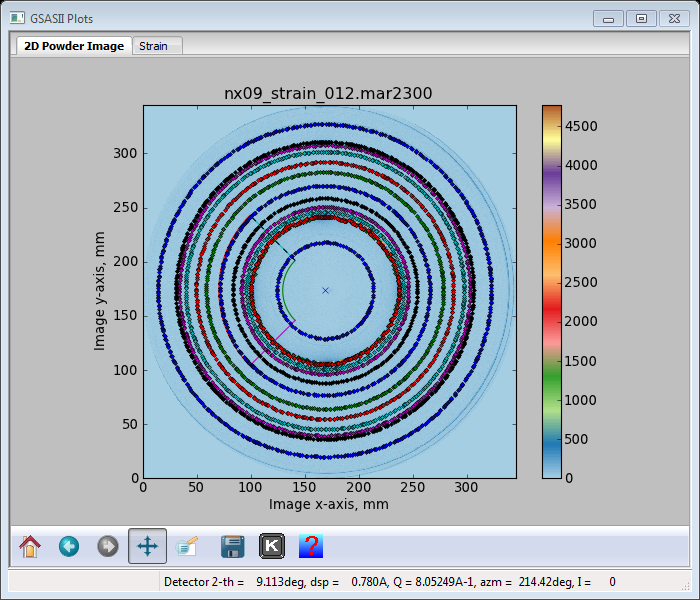 GSASII Plots
2D Powder Image Strain
nx09_strain_012.mar2300
Image y-axis, mm
300
250
200
150
100
50
0
0 50 100 150 200 250 300
Image x-axis, mm
4500
4000
3500
3000
2500
2000
1500
1000
500
0
K ?
Detector 2-th = 9.113deg, dsp = 0.780A, Q = 8.05249A-1, azm = 214.42deg, I = 0